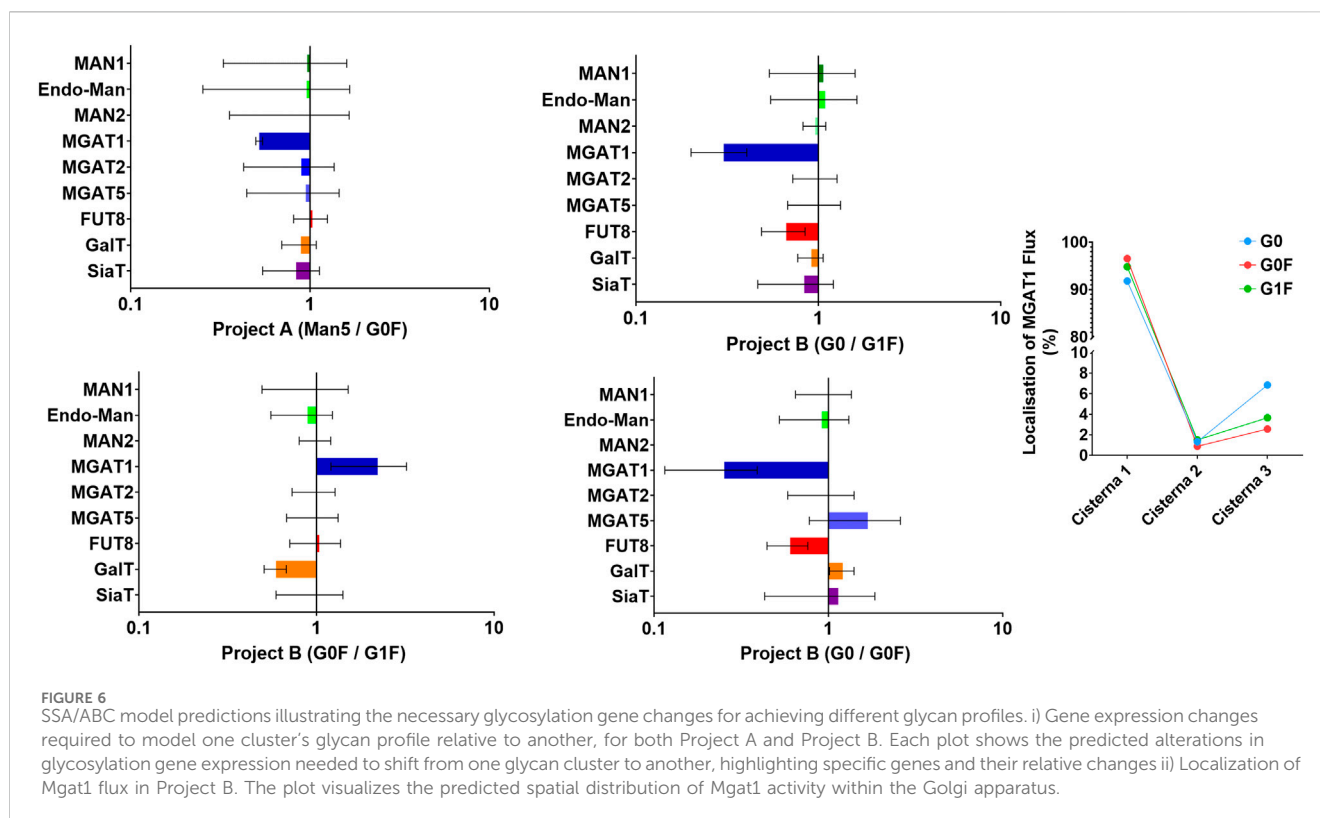 MAN1
Endo-Man
MAN2
MGAT1
MGAT2
MGAT5
FUT8
GalT
SiaT
0.1 1 10
Project A (Man5 / G0F)
MAN1
Endo-Man
MAN2
MGAT1
MGAT2
MGAT5
FUT8
GalT
SiaT
0.1 1 10
Project B (G0 / G1F)
MAN1
Endo-Man
MAN2
MGAT1
MGAT2
MGAT5
FUT8
GalT
SiaT
0.1 1 10
Project B (G0F / G1F)
MAN1
Endo-Man
MAN2
MGAT1
MGAT2
MGAT5
FUT8
GalT
SiaT
0.1 1 10
Project B (G0 / G0F)
Localisation of MGAT1 Flux
(%)
100
90
80
10
8
6
4
2
0
Cisterna 1
Cisterna 2
Cisterna 3
G0
G0F
G1F
FIGURE 6
SSA/ABC model predictions illustrating the necessary glycosylation gene changes for achieving different glycan profiles. i) Gene expression changes
required to model one cluster's glycan profile relative to another, for both Project A and Project B. Each plot shows the predicted alterations in
glycosylation gene expression needed to shift from one glycan cluster to another, highlighting specific genes and their relative changes ii) Localization of
Mgat1 flux in Project B. The plot visualizes the predicted spatial distribution of Mgat1 activity within the Golgi apparatus.